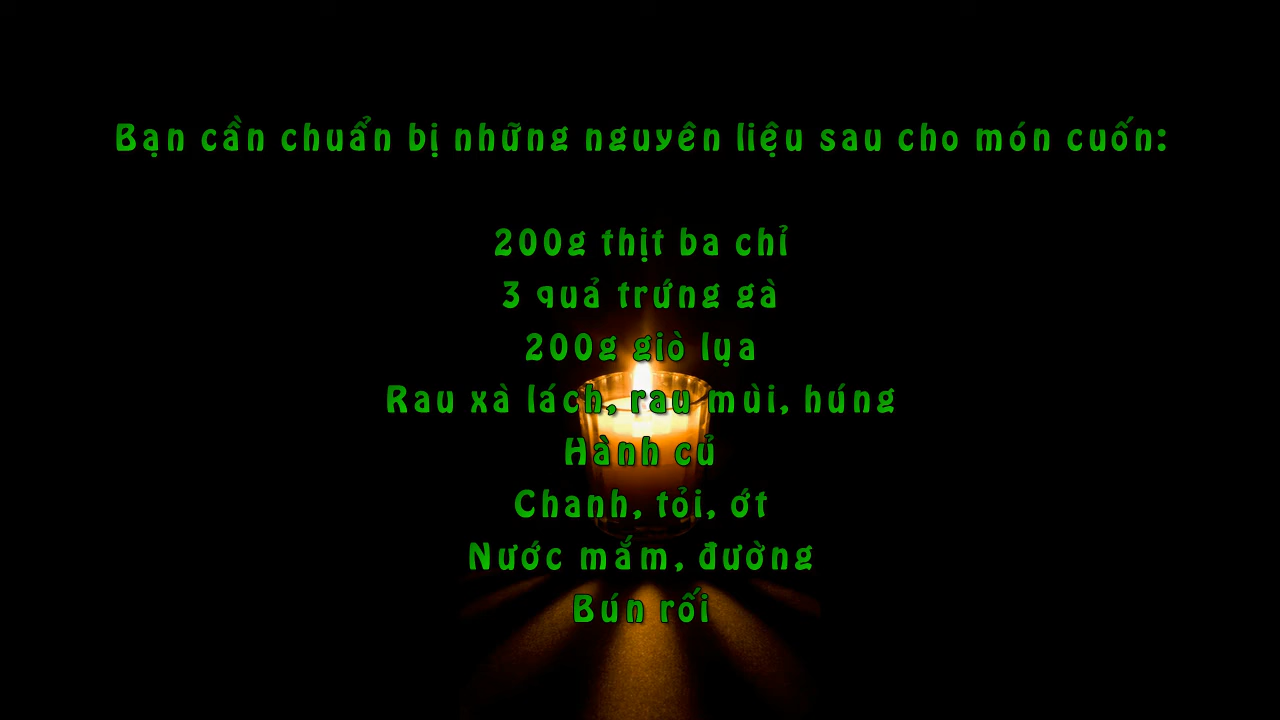 Bạn cần chuẩn bị những nguyên liệu sau cho món cuốn:
200g thịt ba chỉ
3 quả trứng gà
200g giò lụa
Rau xà lách, rau mùi, húng
Hành củ
Chanh, tỏi, ớt
Nước mắm, đường
Bún rối